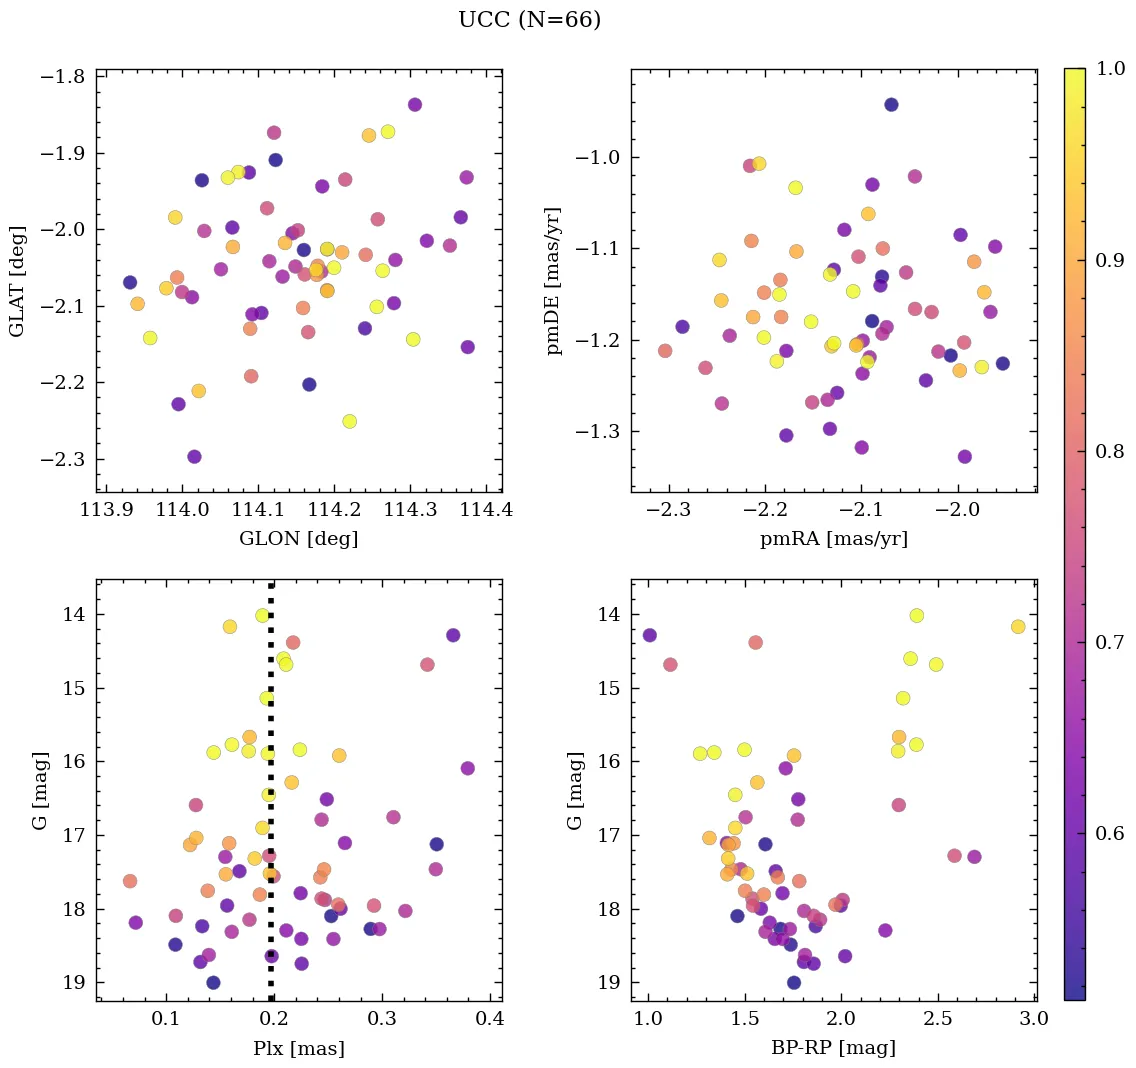 UCC (N=66)
−1.8
−1.9
−2.0
−2.1
−2.2
−2.3
GLAT [deg]
113.9 114.0 114.1 114.2 114.3 114.4
GLON [deg]
−1.0
−1.1
−1.2
−1.3
pmDE [mas/yr]
−2.3 −2.2 −2.1 −2.0
pmRA [mas/yr]
1.0
0.9
0.8
0.7
0.6
14
15
16
17
18
19
G [mag]
0.1 0.2 0.3 0.4
Plx [mas]
14
15
16
17
18
19
G [mag]
1.0 1.5 2.0 2.5 3.0
BP-RP [mag]